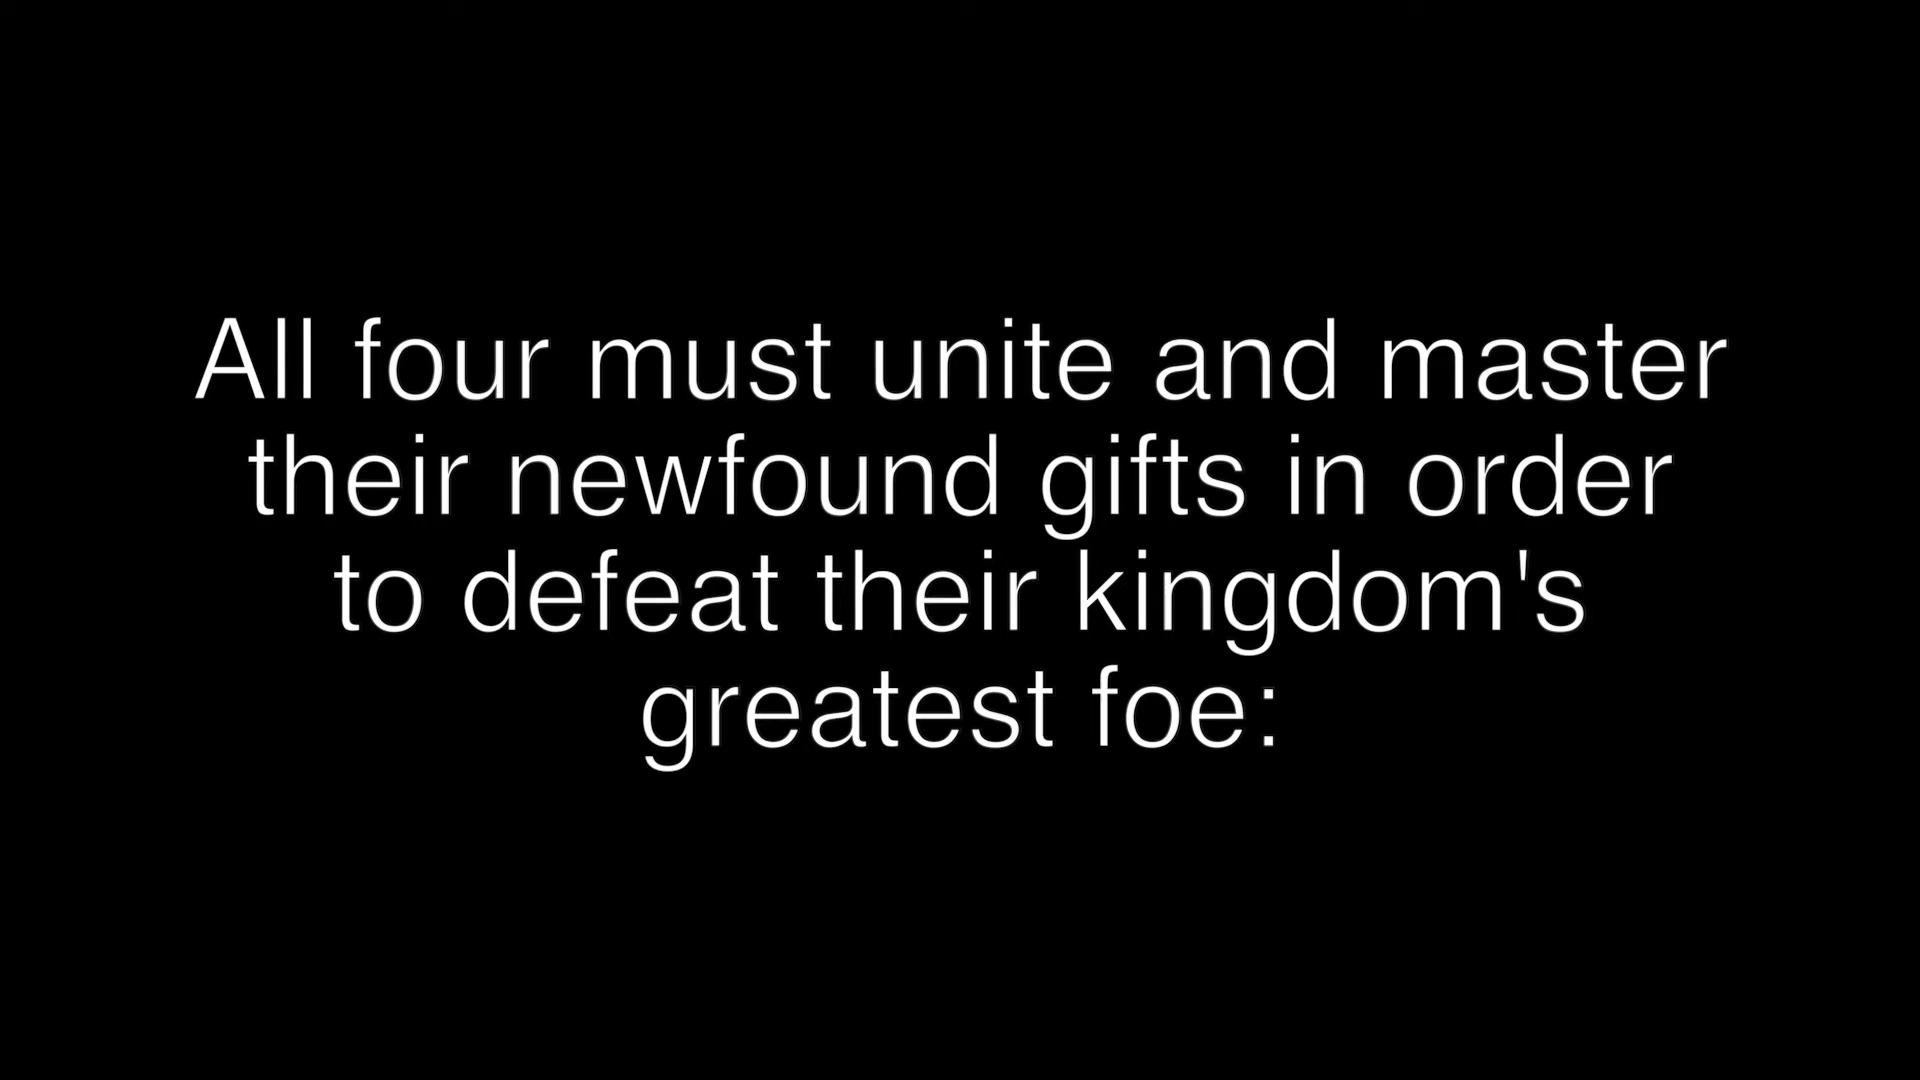 All four must unite and master
their newfound gifts in order
to defeat their kingdom's
greatest foe: